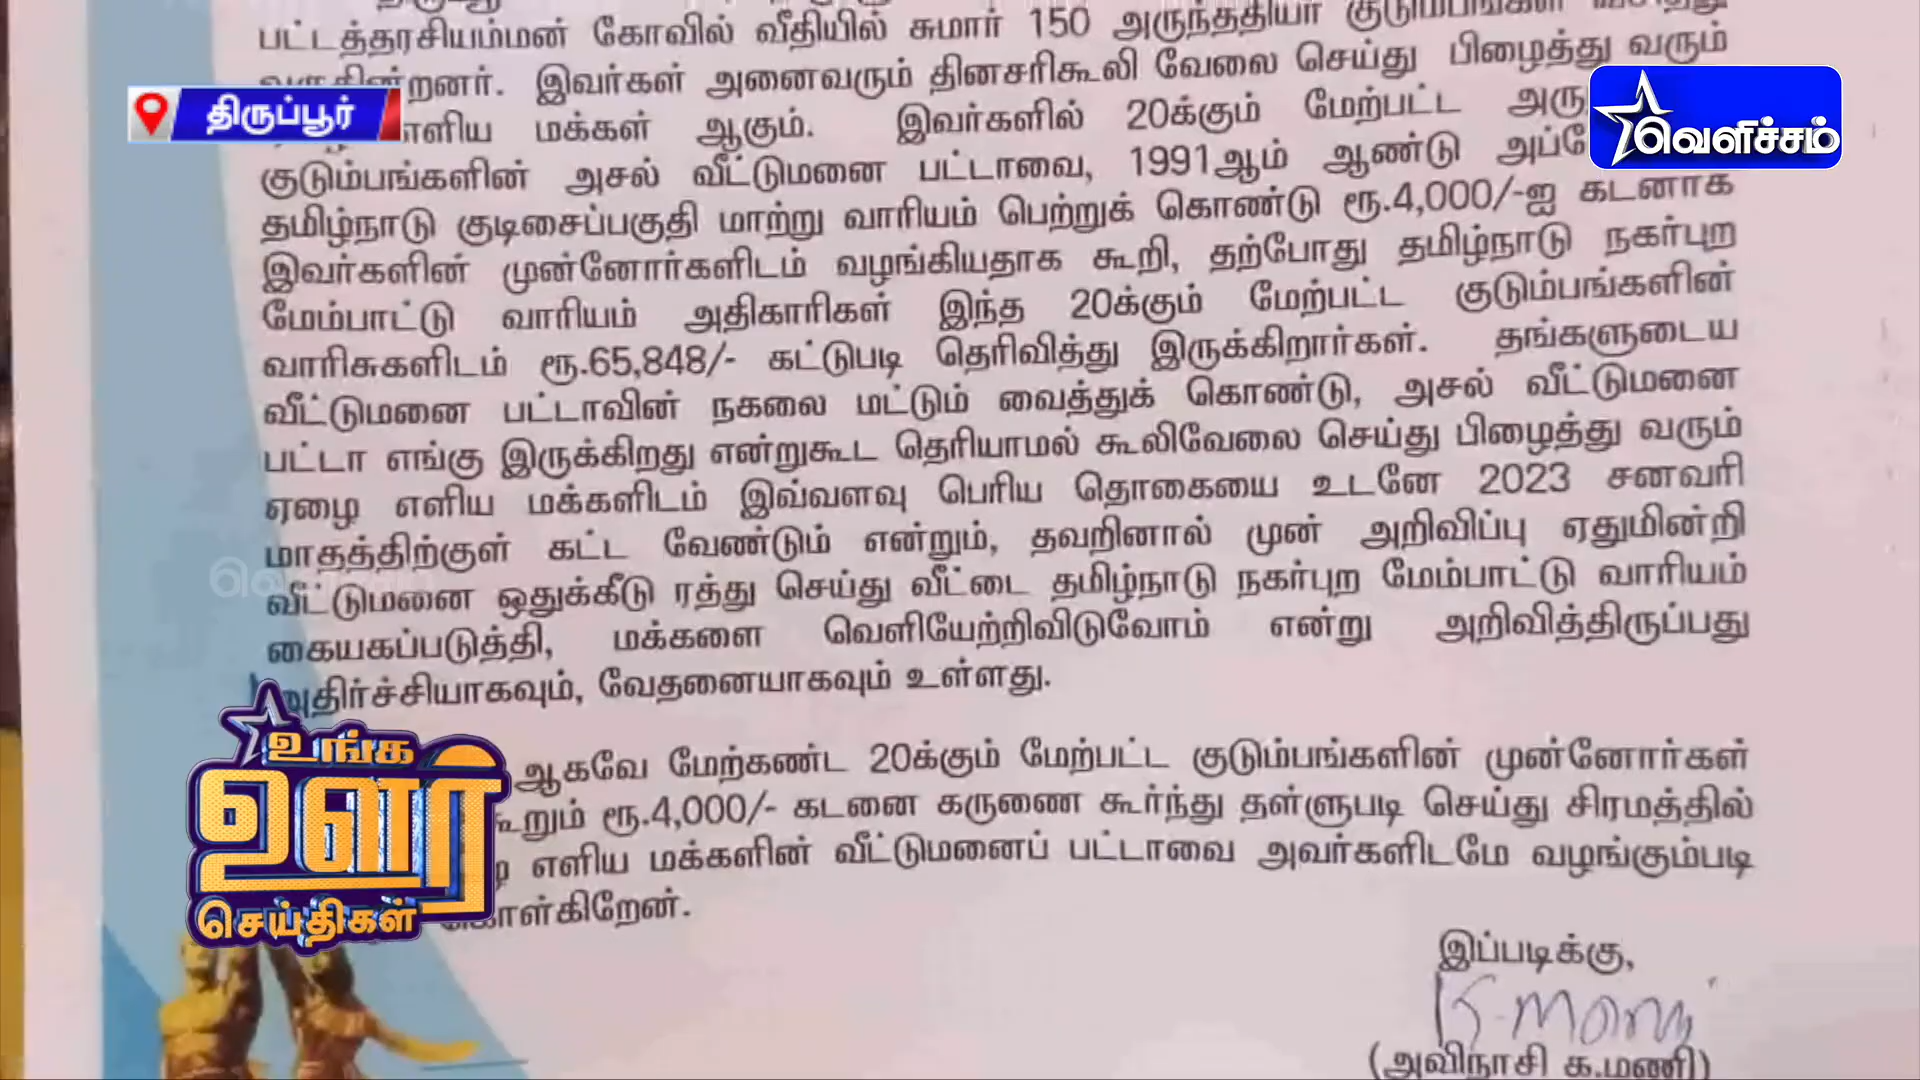 பட்டத்தரசியம்மன் கோவில் வீதியில் சுமார் 150 அருந்ததியர் குடும்பங்கள்
இவர்கள் அனைவரும் தினசரிகூலி வேலை செய்து பிழைத்து வரும்
திருப்பூர்
வெளிச்சம்
எளிய மக்கள் ஆகும். இவர்களில் 20க்கும் மேற்பட்ட
குடும்பங்களின் அசல் வீட்டுமனை பட்டாவை, 1991ஆம் ஆண்டு
தமிழ்நாடு குடிசைப்பகுதி மாற்று வாரியம் பெற்றுக் கொண்டு ரூ.4,000/-ஐ கடனாக
இவர்களின் முன்னோர்களிடம் வழங்கியதாக கூறி, தற்போது தமிழ்நாடு நகர்புற
மேம்பாட்டு வாரியம் அதிகாரிகள் இந்த 20க்கும் மேற்பட்ட குடும்பங்களின்
வாரிசுகளிடம் ரூ.65,848/- கட்டுபடி தெரிவித்து இருக்கிறார்கள். தங்களுடைய
வீட்டுமனை பட்டாவின் நகலை மட்டும் வைத்துக் கொண்டு, அசல் வீட்டுமனை
பட்டா எங்கு இருக்கிறது என்றுகூட தெரியாமல் கூலிவேலை செய்து பிழைத்து வரும்
ஏழை எளிய மக்களிடம் இவ்வளவு பெரிய தொகையை உடனே 2023 சனவரி
மாதத்திற்குள் கட்ட வேண்டும் என்றும், தவறினால் முன் அறிவிப்பு ஏதுமின்றி
வீட்டுமனை ஒதுக்கீடு ரத்து செய்து வீட்டை தமிழ்நாடு நகர்புற மேம்பாட்டு வாரியம்
கையகப்படுத்தி, மக்களை வெளியேற்றிவிடுவோம் என்று அறிவித்திருப்பது
அதிர்ச்சியாகவும், வேதனையாகவும் உள்ளது.
ஆகவே மேற்கண்ட 20க்கும் மேற்பட்ட குடும்பங்களின் முன்னோர்கள்
கூறும் ரூ.4,000/- கடனை கருணை கூர்ந்து தள்ளுபடி செய்து சிரமத்தில்
எளிய மக்களின் வீட்டுமனைப் பட்டாவை அவர்களிடமே வழங்கும்படி
உங்க
ஊர்
செய்திகள்
இப்படிக்கு,
K-mani
(அவிநாசி க.மணி)